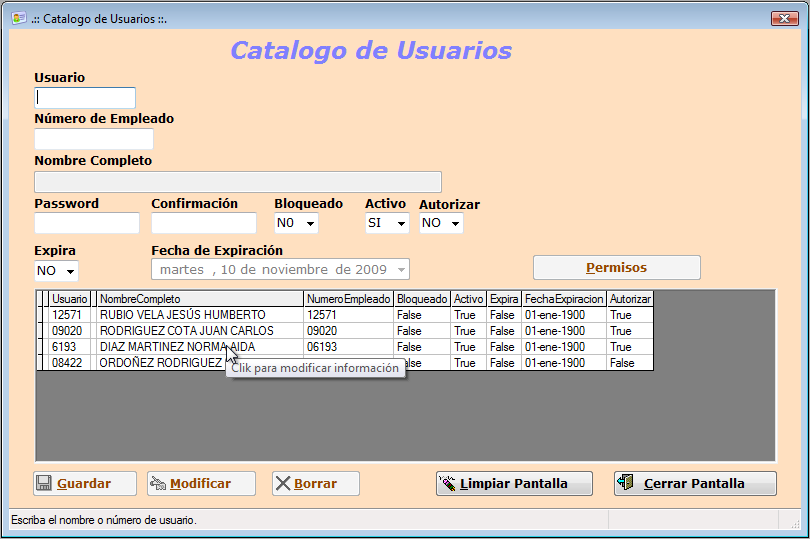 .:: Catalogo de Usuarios ::.
Catalogo de Usuarios
Usuario
Número de Empleado
Nombre Completo
Password Confirmación Bloqueado Activo Autorizar
N0 SI NO
Expira Fecha de Expiración
NO martes , 10 de noviembre de 2009 Permisos
Usuario NombreCompleto NumeroEmpleado Bloqueado Activo Expira FechaExpiracion Autorizar
12571 RUBIO VELA JESÚS HUMBERTO 12571 False True False 01-ene-1900 True
09020 RODRIGUEZ COTA JUAN CARLOS 09020 False True False 01-ene-1900 True
6193 DIAZ MARTINEZ NORMA AIDA 06193 False True False 01-ene-1900 True
08422 ORDOÑEZ RODRIGUEZ False True False 01-ene-1900 False
Clik para modificar información
Guardar Modificar Borrar Limpiar Pantalla Cerrar Pantalla
Escriba el nombre o número de usuario.